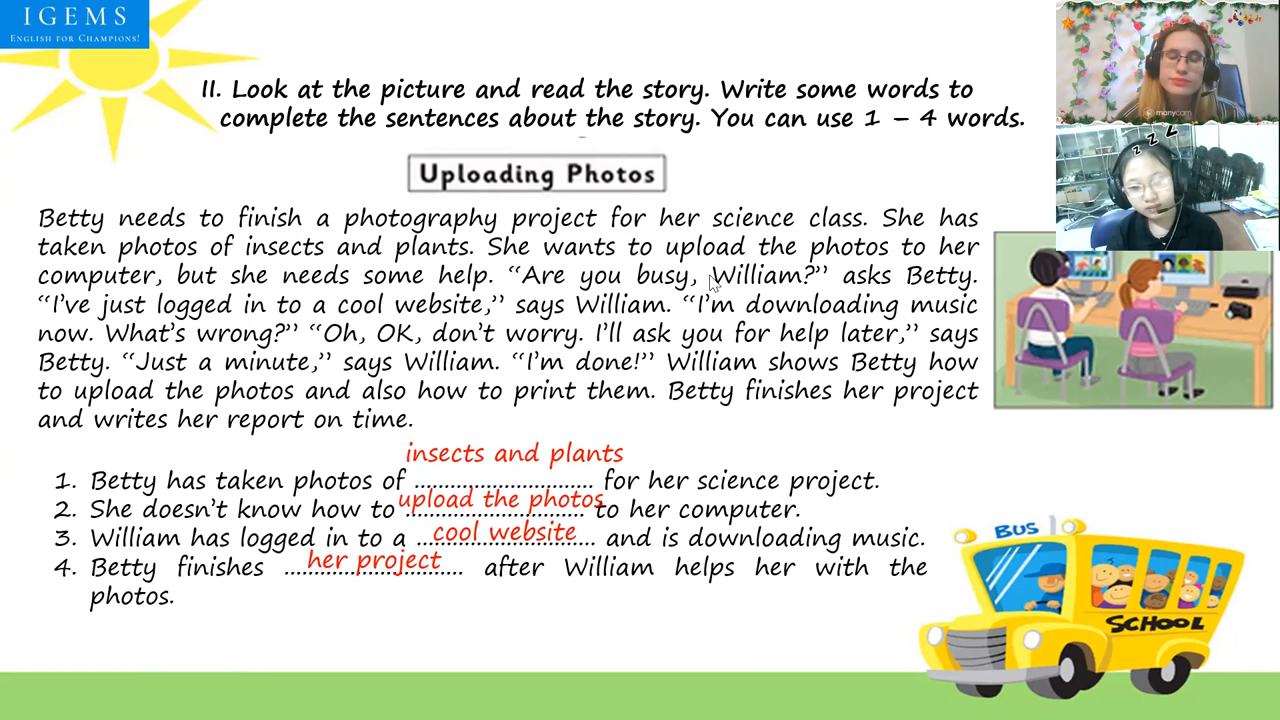 IGEMS
ENGLISH FOR CHAMPIONS!
II. Look at the picture and read the story. Write some words to
complete the sentences about the story. You can use 1 – 4 words.
Uploading Photos
Betty needs to finish a photography project for her science class. She has
taken photos of insects and plants. She wants to upload the photos to her
computer, but she needs some help. “Are you busy, William?” asks Betty.
“I’ve just logged in to a cool website,” says William. “I’m downloading music
now. What’s wrong?” “Oh, OK, don’t worry. I’ll ask you for help later,” says
Betty. “Just a minute,” says William. “I’m done!” William shows Betty how
to upload the photos and also how to print them. Betty finishes her project
and writes her report on time.
insects and plants
1. Betty has taken photos of .............................. for her science project.
upload the photos
2. She doesn’t know how to .............................. to her computer.
cool website
3. William has logged in to a .............................. and is downloading music.
her project
4. Betty finishes .............................. after William helps her with the
photos.
manycam
z z Z
BUS
SCHOOL